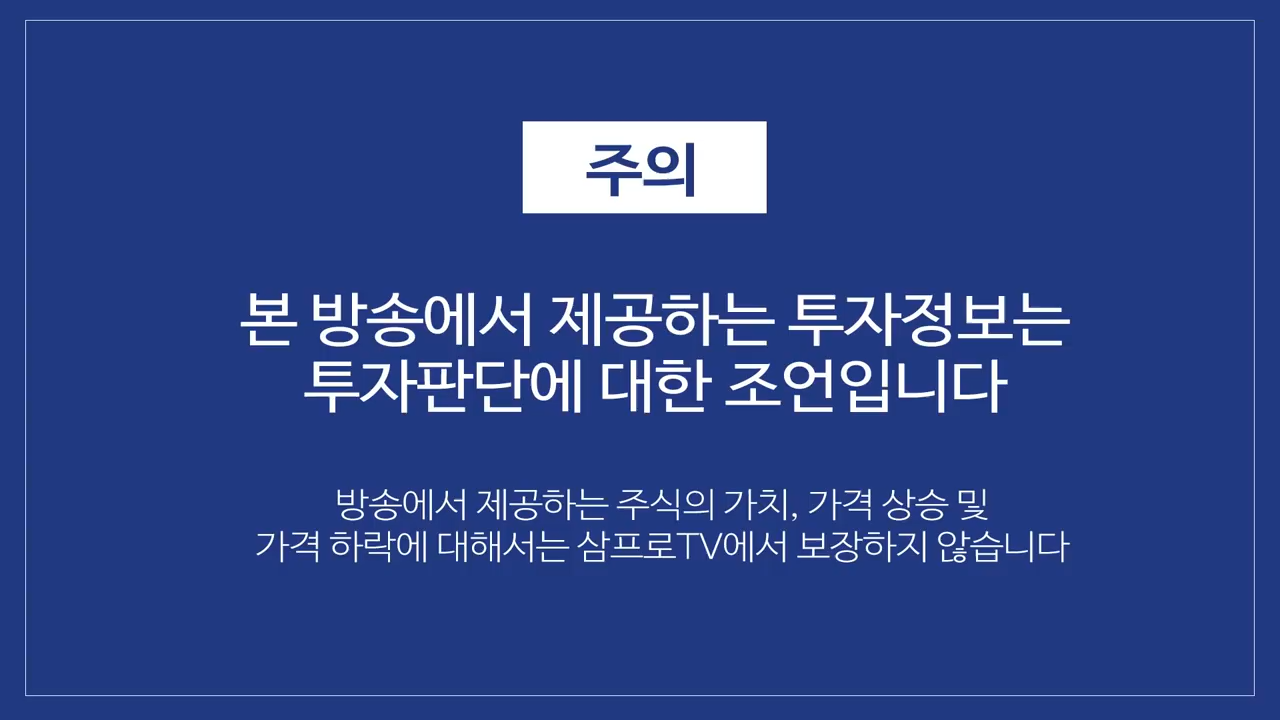 주의
본 방송에서 제공하는 투자정보는
투자판단에 대한 조언입니다
방송에서 제공하는 주식의 가치, 가격 상승 및
가격 하락에 대해서는 삼프로TV에서 보장하지 않습니다